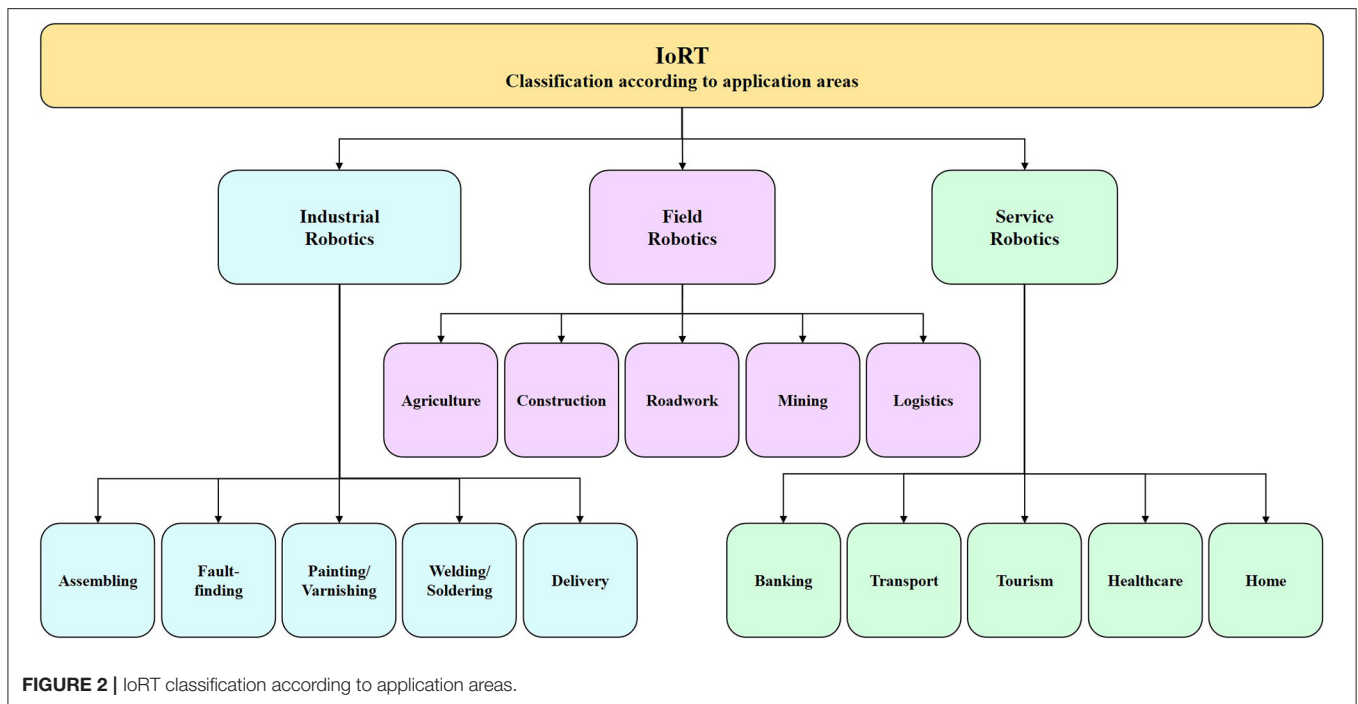 IoRT
Classification according to application areas
Industrial
Robotics
Field
Robotics
Service
Robotics
Agriculture
Construction
Roadwork
Mining
Logistics
Assembling
Fault-
finding
Painting/
Varnishing
Welding/
Soldering
Delivery
Banking
Transport
Tourism
Healthcare
Home
FIGURE 2 | IoRT classification according to application areas.